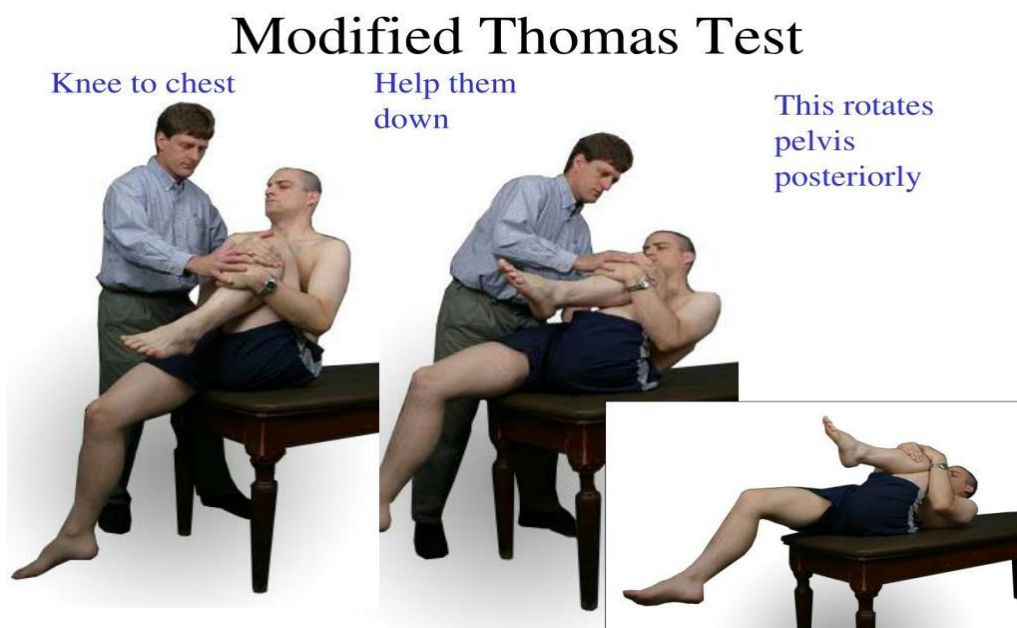 Modified Thomas Test
Knee to chest
Help them
down
This rotates
pelvis
posteriorly